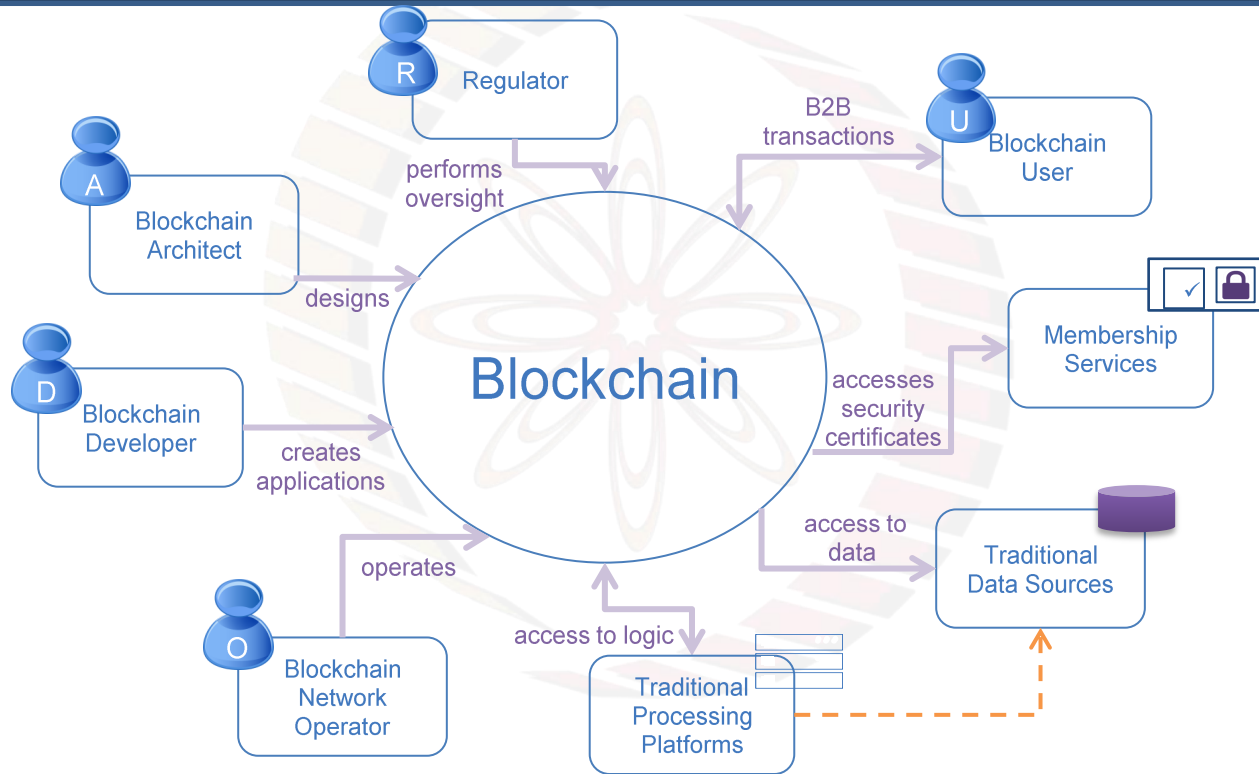 R
Regulator
B2B
transactions
U
Blockchain
User
performs
oversight
A
Blockchain
Architect
designs
Membership
Services
Blockchain
accesses
security
certificates
D
Blockchain
Developer
creates
applications
access to
data
Traditional
Data Sources
operates
O
Blockchain
Network
Operator
access to logic
Traditional
Processing
Platforms